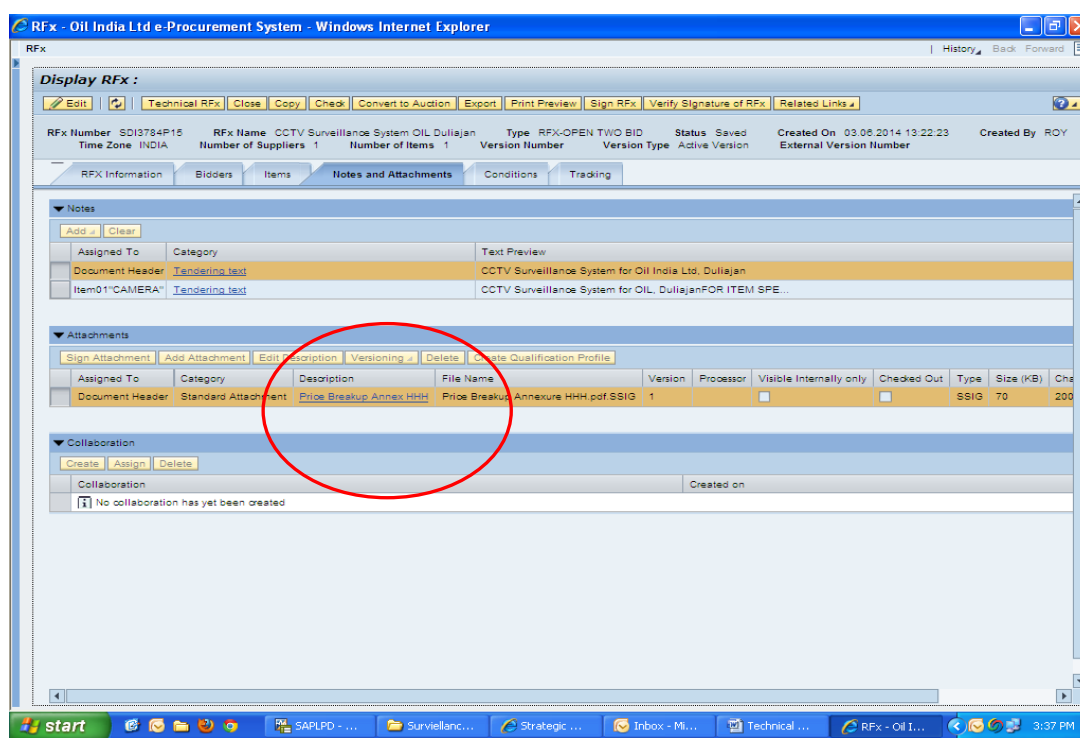 RFx - Oil India Ltd e-Procurement System - Windows Internet Explorer
RFx | History Back Forward
Display RFx :
Edit | | Technical RFx Close Copy Check Convert to Auction Export Print Preview Sign RFx Verify Signature of RFx Related Links
RFx Number SDI3784P15 RFx Name CCTV Surveillance System OIL Duliajan Type RFX-OPEN TWO BID Status Saved Created On 03.06.2014 13:22:23 Created By ROY
Time Zone INDIA Number of Suppliers 1 Number of Items 1 Version Number Version Type Active Version External Version Number
RFX Information Bidders Items Notes and Attachments Conditions Tracking
Notes
Add Clear
Assigned To Category Text Preview
Document Header Tendering text CCTV Surveillance System for Oil India Ltd, Duliajan
Item01"CAMERA" Tendering text CCTV Surveillance System for OIL, DuliajanFOR ITEM SPE...
Attachments
Sign Attachment Add Attachment Edit Description Versioning Delete Create Qualification Profile
Assigned To Category Description File Name Version Processor Visible Internally only Checked Out Type Size (KB) Cha
Document Header Standard Attachment Price Breakup Annex HHH Price Breakup Annexure HHH.pdf.SSIG 1 SSIG 70 200
Collaboration
Create Assign Delete
Collaboration Created on
No collaboration has yet been created
start SAPLPD - ... Surviellanc... Strategic ... Inbox - Mi... Technical ... RFx - Oil I... 3:37 PM